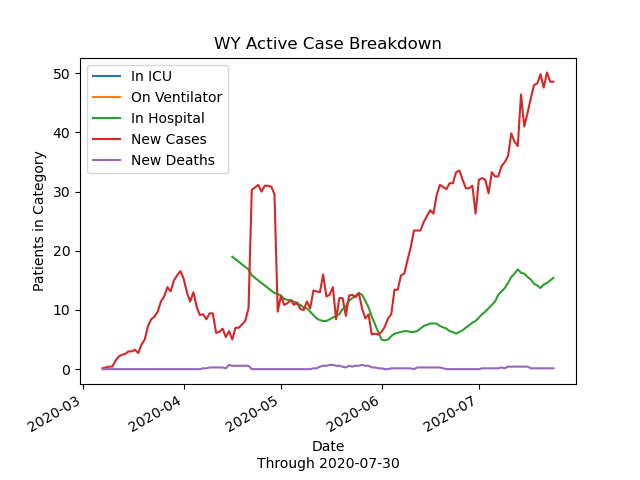 WY Active Case Breakdown
In ICU
On Ventilator
In Hospital
New Cases
New Deaths
Patients in Category
50
40
30
20
10
0
2020-03
2020-04
2020-05
2020-06
2020-07
Date
Through 2020-07-30